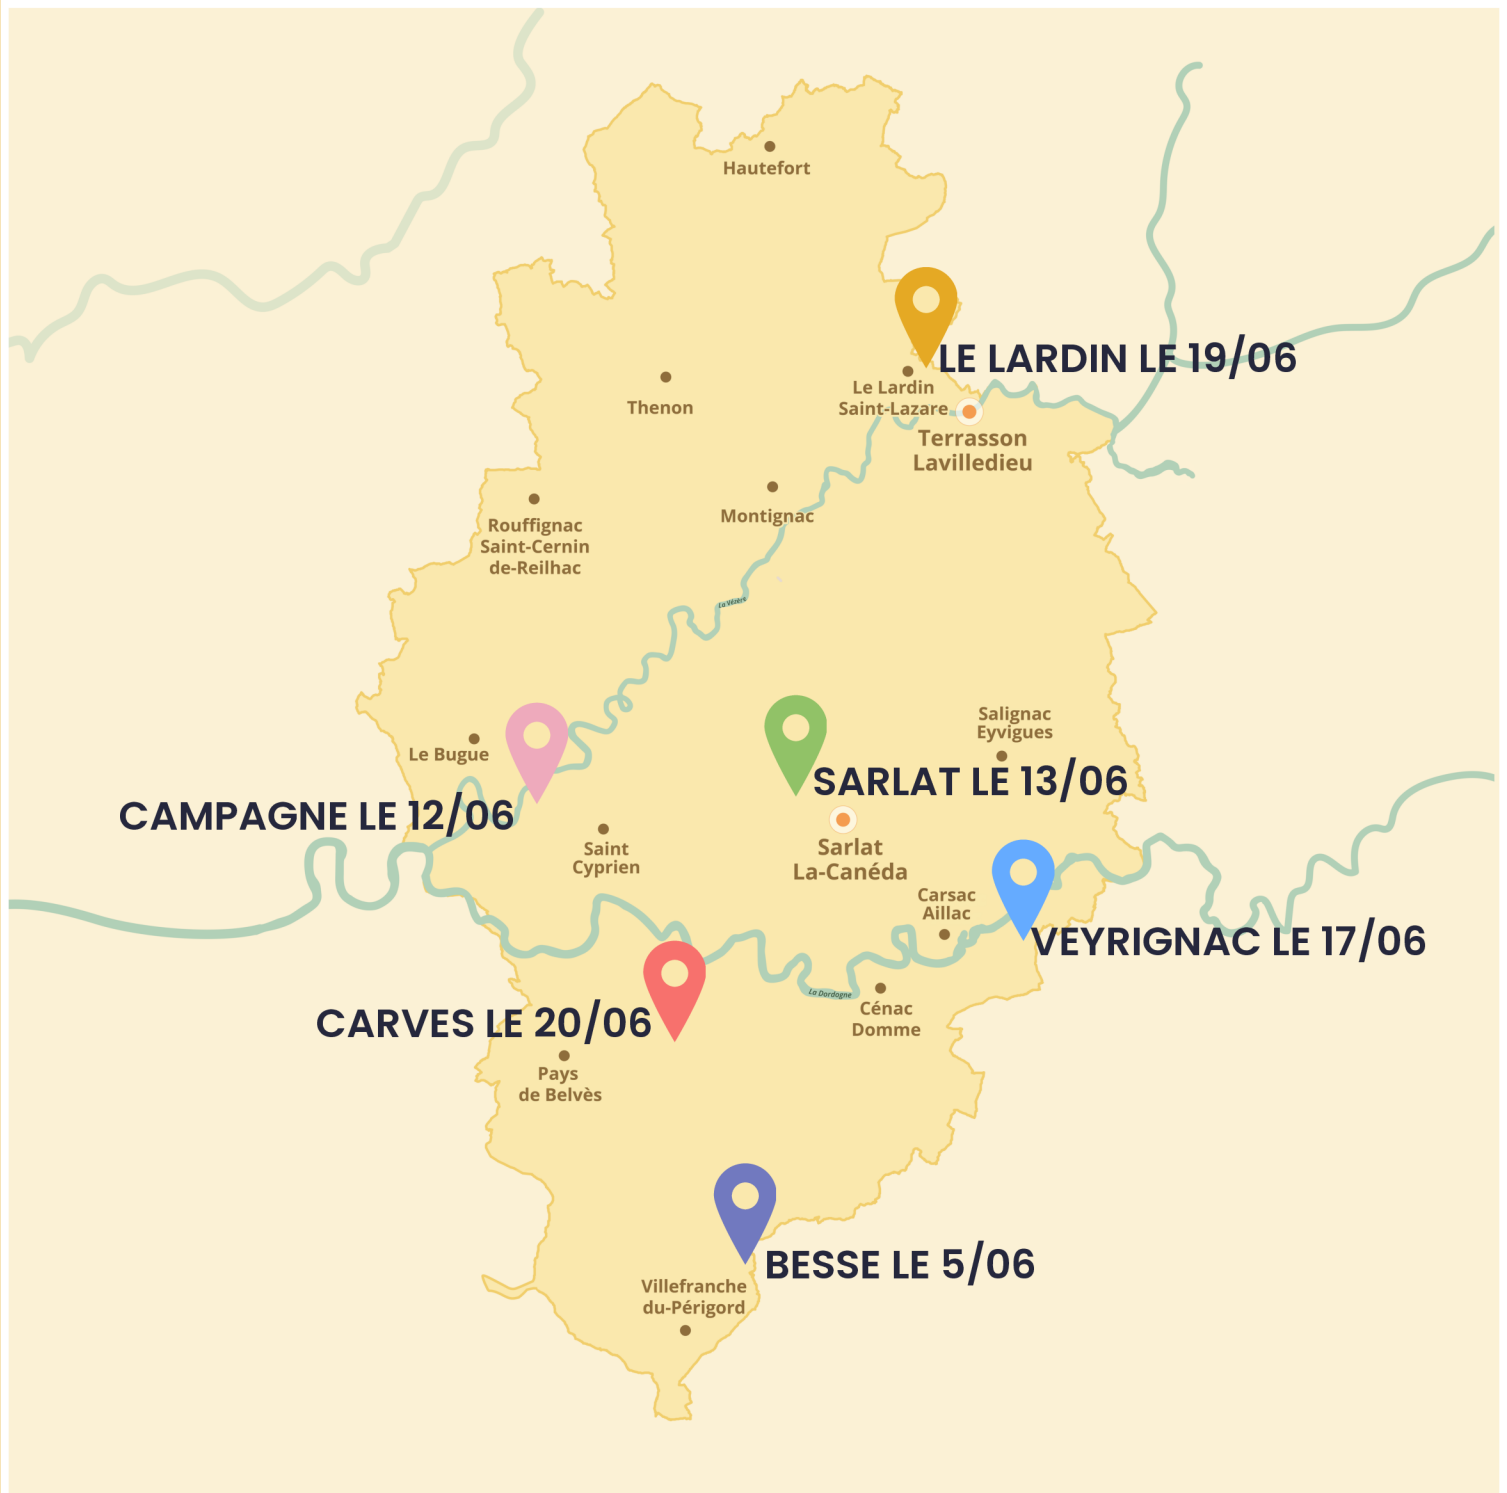 Hautefort
LE LARDIN LE 19/06
Le Lardin
Saint-Lazare
Thenon
Terrasson
Lavilledieu
Montignac
Rouffignac
Saint-Cernin
de-Reilhac
La Vézère
Salignac
Eyvigues
Le Bugue
SARLAT LE 13/06
CAMPAGNE LE 12/06
Saint
Cyprien
Sarlat
La-Canéda
Carsac
Aillac
VEYRIGNAC LE 17/06
La Dordogne
CARVES LE 20/06
Cénac
Domme
Pays
de Belvès
BESSE LE 5/06
Villefranche
du-Périgord